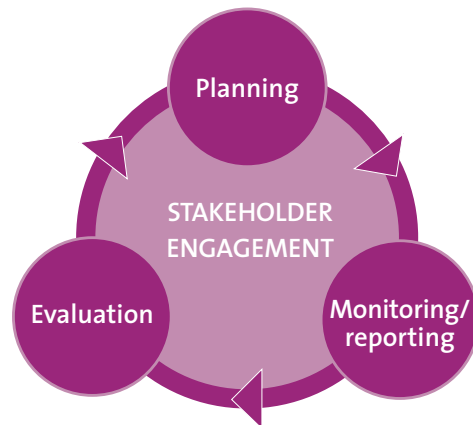 Planning
STAKEHOLDER
ENGAGEMENT
Evaluation
Monitoring/
reporting